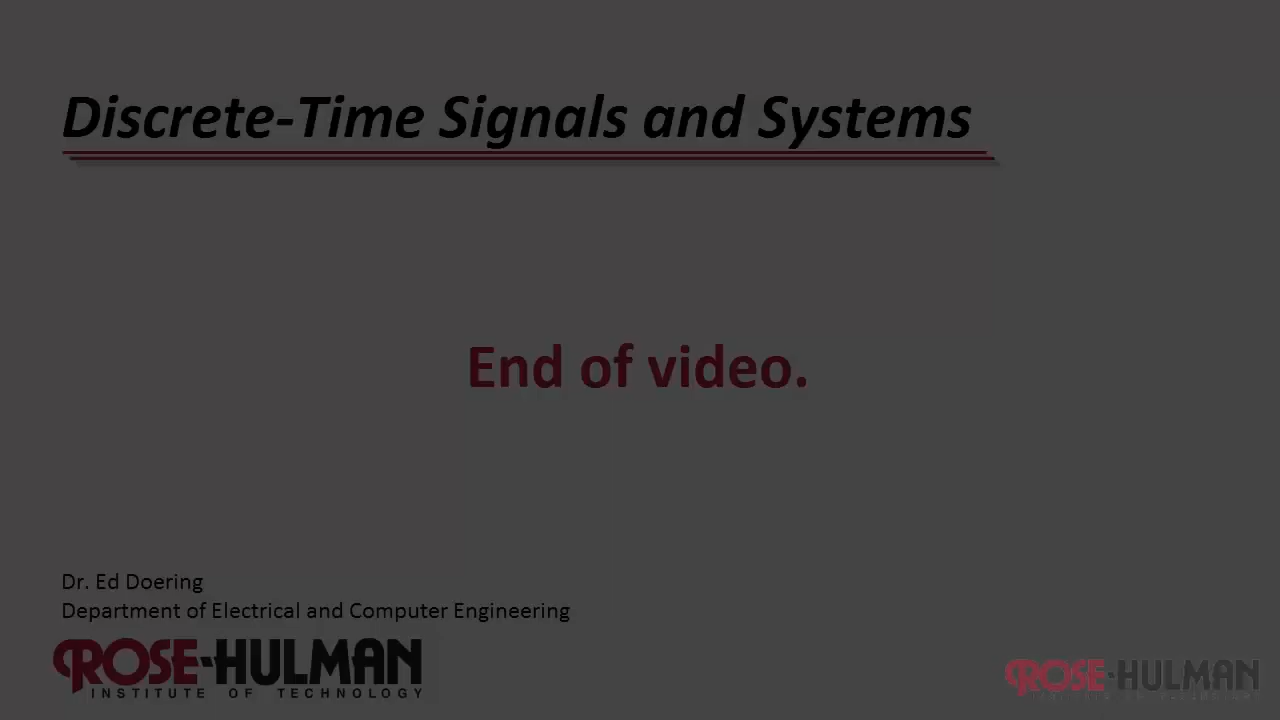 Discrete-Time Signals and Systems
End of video.
Dr. Ed Doering
Department of Electrical and Computer Engineering
ROSE-HULMAN
INSTITUTE OF TECHNOLOGY
ROSE-HULMAN